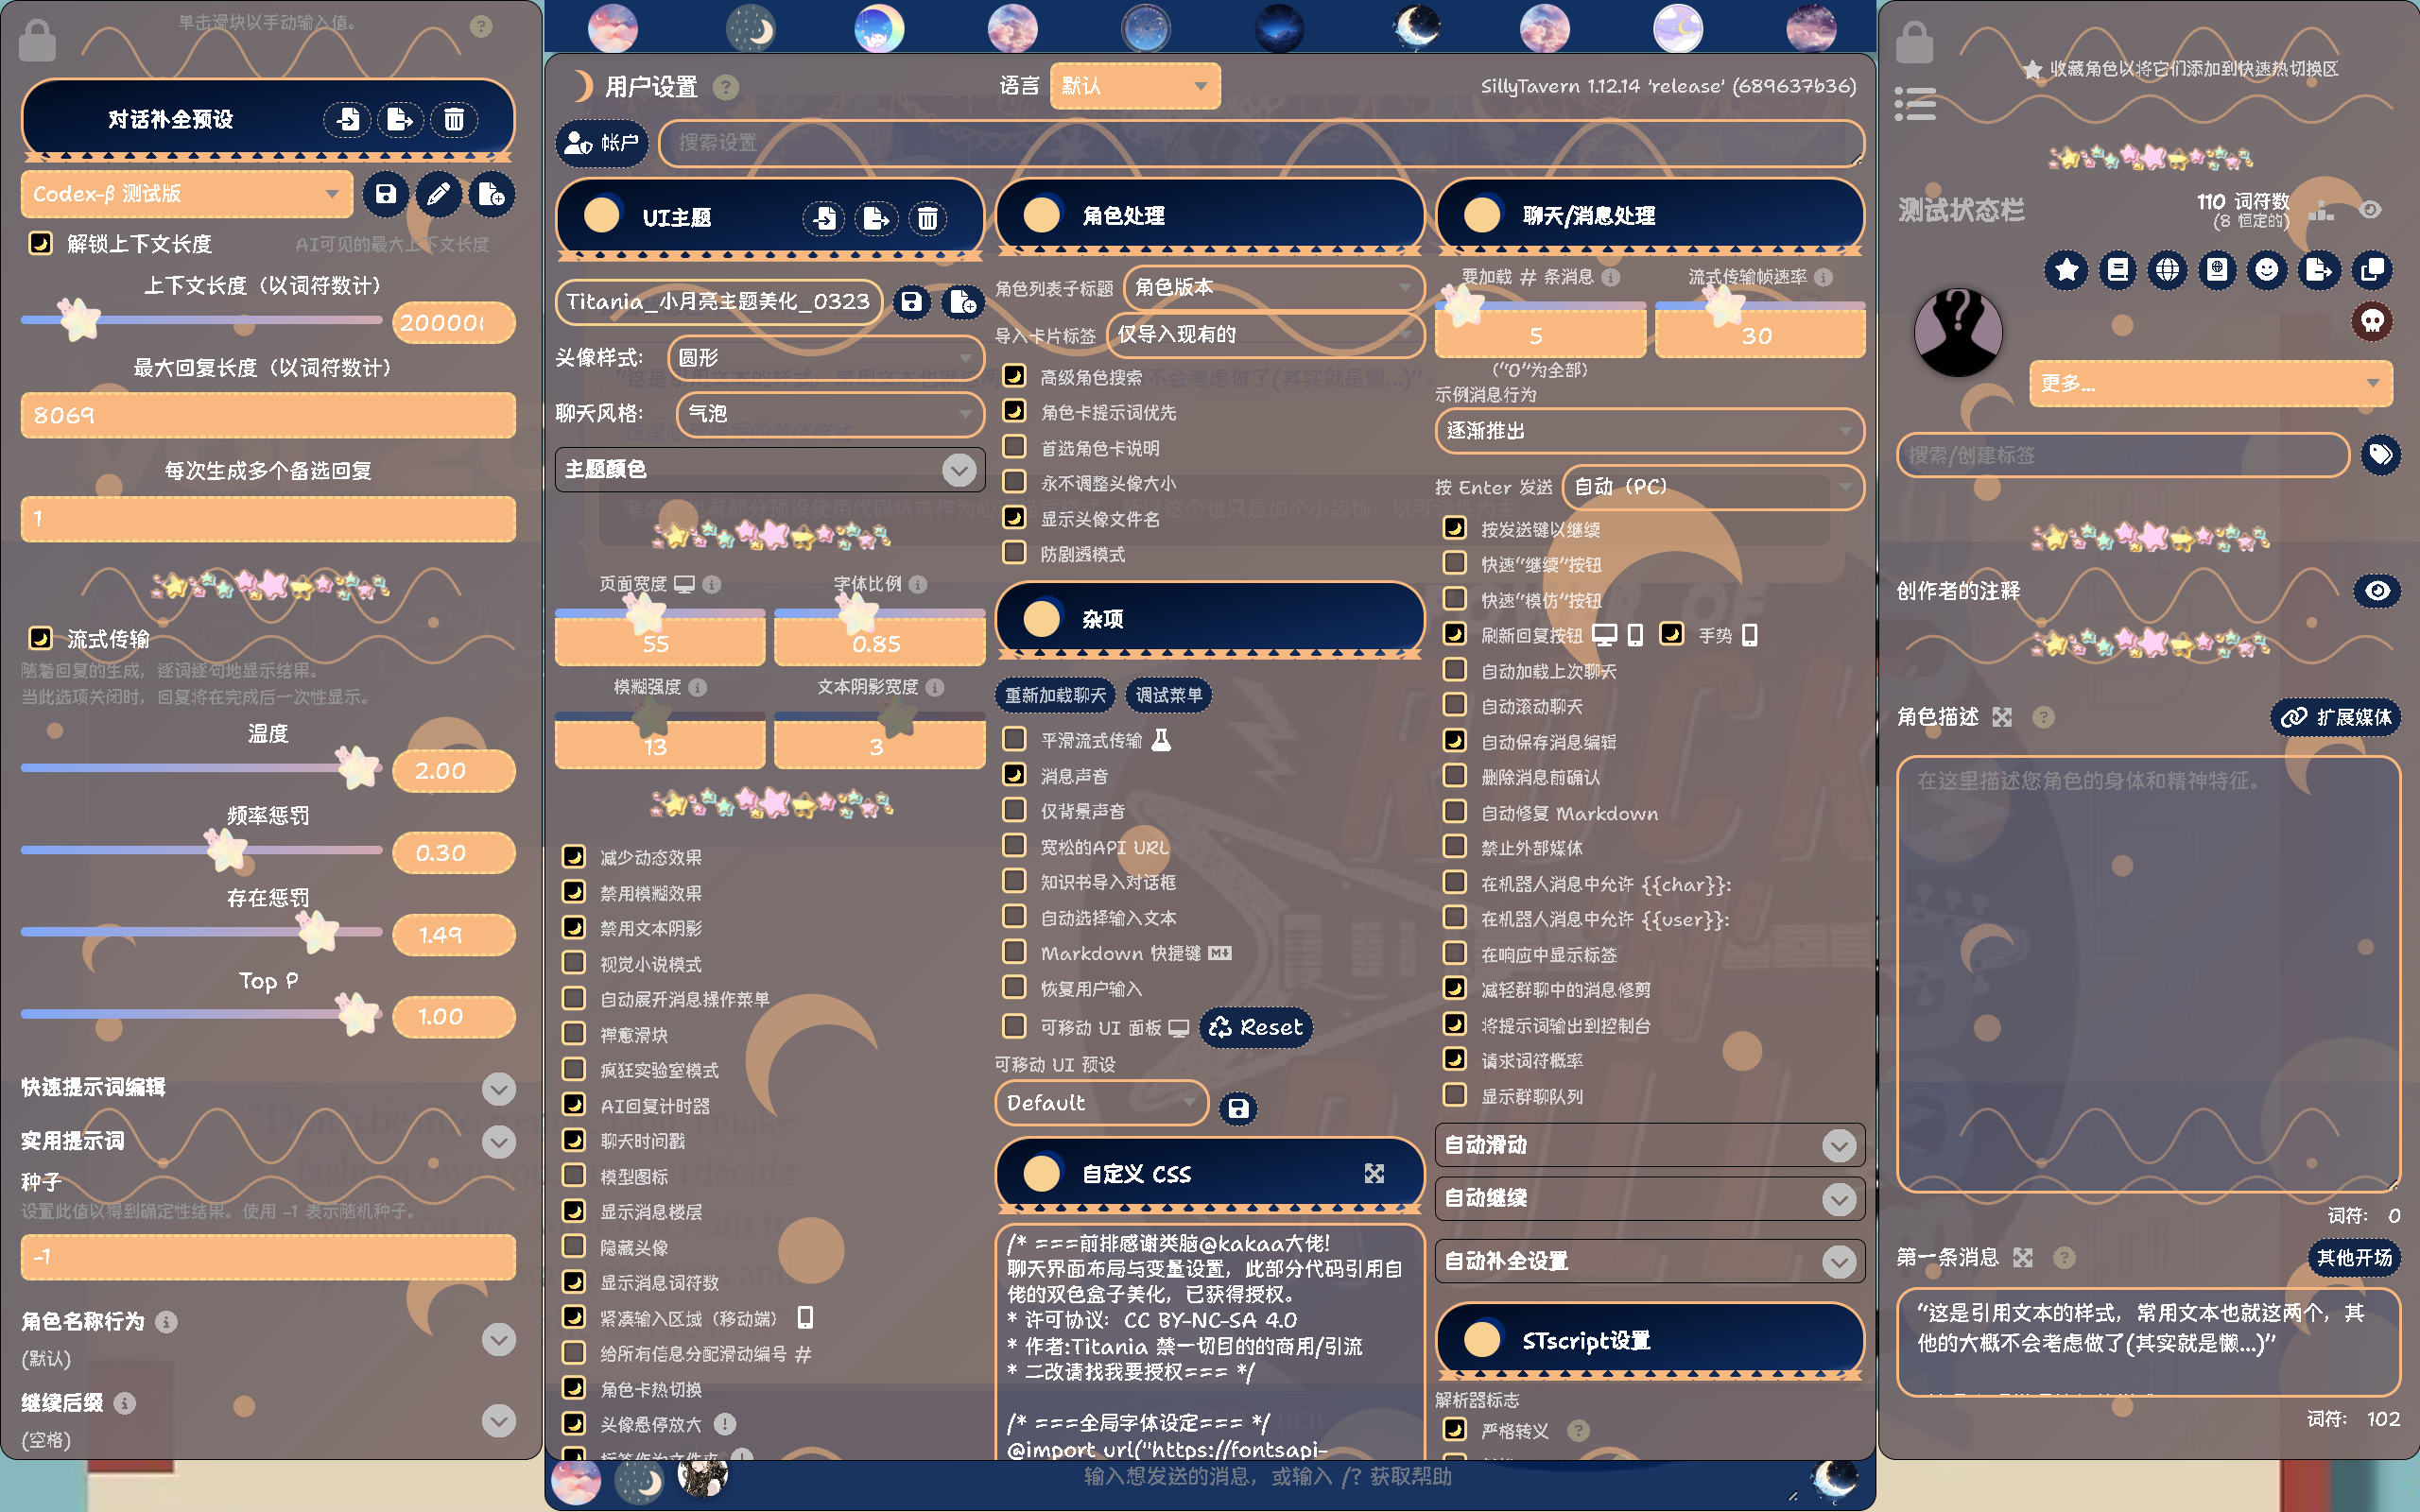 单击滑块以手动输入值。
对话补全预设
Codex-β 测试版
解锁上下文长度
AI可见的最大上下文长度
上下文长度（以词符数计）
200000
最大回复长度（以词符数计）
8069
每次生成多个备选回复
1
流式传输
随着回复的生成，逐词逐句地显示结果。
当此选项关闭时，回复将在完成后一次性显示。
温度
2.00
频率惩罚
0.30
存在惩罚
1.49
Top P
1.00
快速提示词编辑
实用提示词
种子
设置此值以得到确定性结果。使用 -1 表示随机种子。
-1
角色名称行为
(默认)
继续后缀
(空格)
用户设置
语言 默认
SillyTavern 1.12.14 'release' (689637b36)
帐户
搜索设置
UI主题
Titania_小月亮主题美化_0323
头像样式: 圆形
聊天风格: 气泡
主题颜色
页面宽度 字体比例
55 0.85
模糊强度 文本阴影宽度
13 3
减少动态效果
禁用模糊效果
禁用文本阴影
视觉小说模式
自动展开消息操作菜单
禅意滑块
疯狂实验室模式
AI回复计时器
聊天时间戳
模型图标
显示消息楼层
隐藏头像
显示消息词符数
紧凑输入区域（移动端）
给所有信息分配滑动编号 #
角色卡热切换
头像悬停放大
角色处理
角色列表子标题 角色版本
导入卡片标签 仅导入现有的
高级角色搜索
角色卡提示词优先
首选角色卡说明
永不调整头像大小
显示头像文件名
防剧透模式
杂项
重新加载聊天 调试菜单
平滑流式传输
消息声音
仅背景声音
宽松的API URL
知识书导入对话框
自动选择输入文本
Markdown 快捷键
恢复用户输入
可移动 UI 面板 Reset
可移动 UI 预设
Default
自定义 CSS
/* ===前排感谢类脑@kakaa大佬!
聊天界面布局与变量设置，此部分代码引用自
佬的双色盒子美化，已获得授权。
* 许可协议：CC BY-NC-SA 4.0
* 作者:Titania 禁一切目的的商用/引流
* 二改请找我要授权=== */
/* ===全局字体设定=== */
@import url("https://fontsapi-
聊天/消息处理
要加载 # 条消息 流式传输帧速率
5 30
("0"为全部)
示例消息行为
逐渐推出
按 Enter 发送 自动（PC）
按发送键以继续
快速“继续”按钮
快速“模仿”按钮
刷新回复按钮 手势
自动加载上次聊天
自动滚动聊天
自动保存消息编辑
删除消息前确认
自动修复 Markdown
禁止外部媒体
在机器人消息中允许 {{char}}:
在机器人消息中允许 {{user}}:
在响应中显示标签
减轻群聊中的消息修剪
将提示词输出到控制台
请求词符概率
显示群聊队列
自动滑动
自动继续
自动补全设置
STscript设置
解析器标志
严格转义
输入想发送的消息，或输入 /? 获取帮助
收藏角色以将它们添加到快速热切换区
测试状态栏
110 词符数
(8 恒定的)
更多...
搜索/创建标签
创作者的注释
角色描述
扩展媒体
在这里描述您角色的身体和精神特征。
词符： 0
第一条消息
其他开场
“这是引用文本的样式，常用文本也就这两个，其
他的大概不会考虑做了(其实就是懒...)”
词符： 102